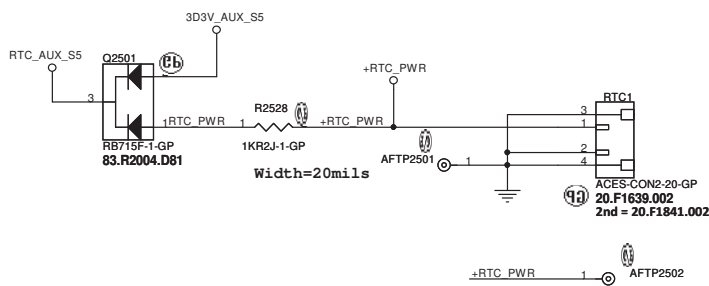 3D3V_AUX_S5
RTC_AUX_S5
Q2501
3
1RTC_PWR
RB715F-1-GP
83.R2004.D81
R2528
1
+RTC_PWR
1KR2J-1-GP
Width=20mils
+RTC_PWR
AFTP2501
1
RTC1
3
1
2
4
ACES-CON2-20-GP
20.F1639.002
2nd = 20.F1841.002
+RTC_PWR
1
AFTP2502